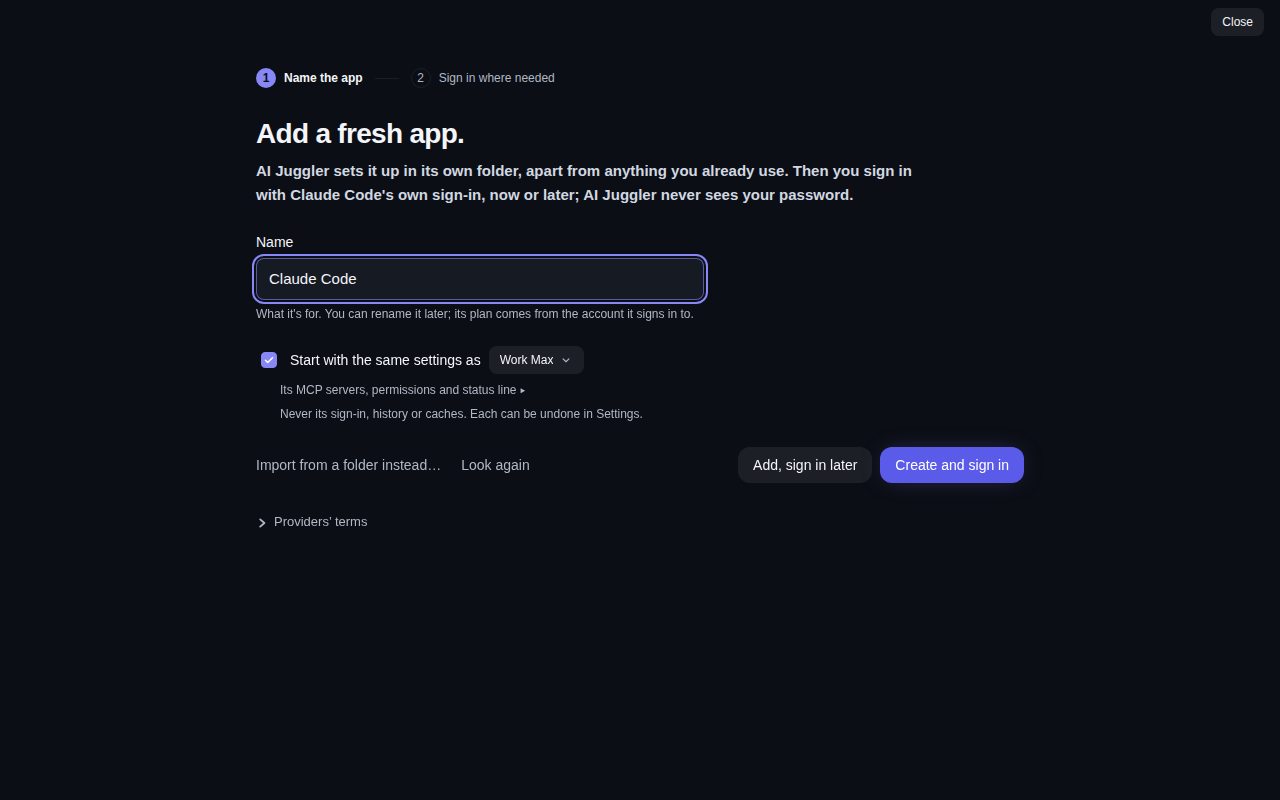 Close
1 Name the app 2 Sign in where needed
Add a fresh app.
AI Juggler sets it up in its own folder, apart from anything you already use. Then you sign in
with Claude Code's own sign-in, now or later; AI Juggler never sees your password.
Name
Claude Code
What it's for. You can rename it later; its plan comes from the account it signs in to.
Start with the same settings as Work Max
Its MCP servers, permissions and status line ▸
Never its sign-in, history or caches. Each can be undone in Settings.
Import from a folder instead… Look again Add, sign in later Create and sign in
Providers’ terms